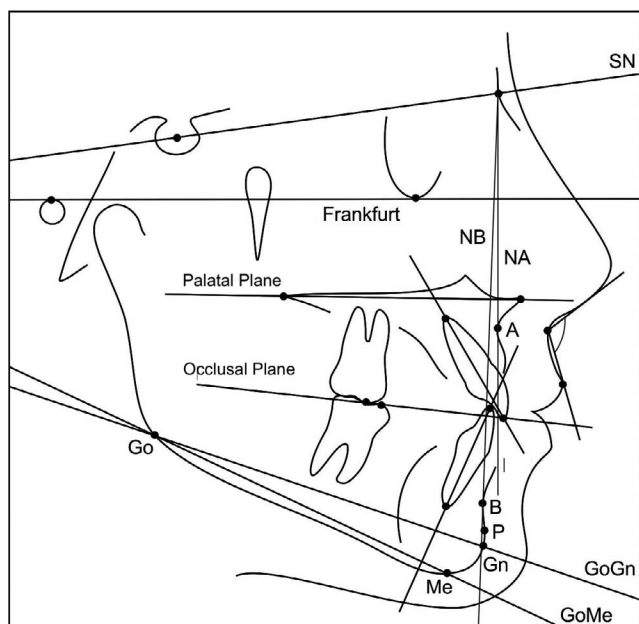 SN
Frankfurt
NB
NA
Palatal Plane
A
Occlusal Plane
Go
I
B
P
Gn
Me
GoGn
GoMe